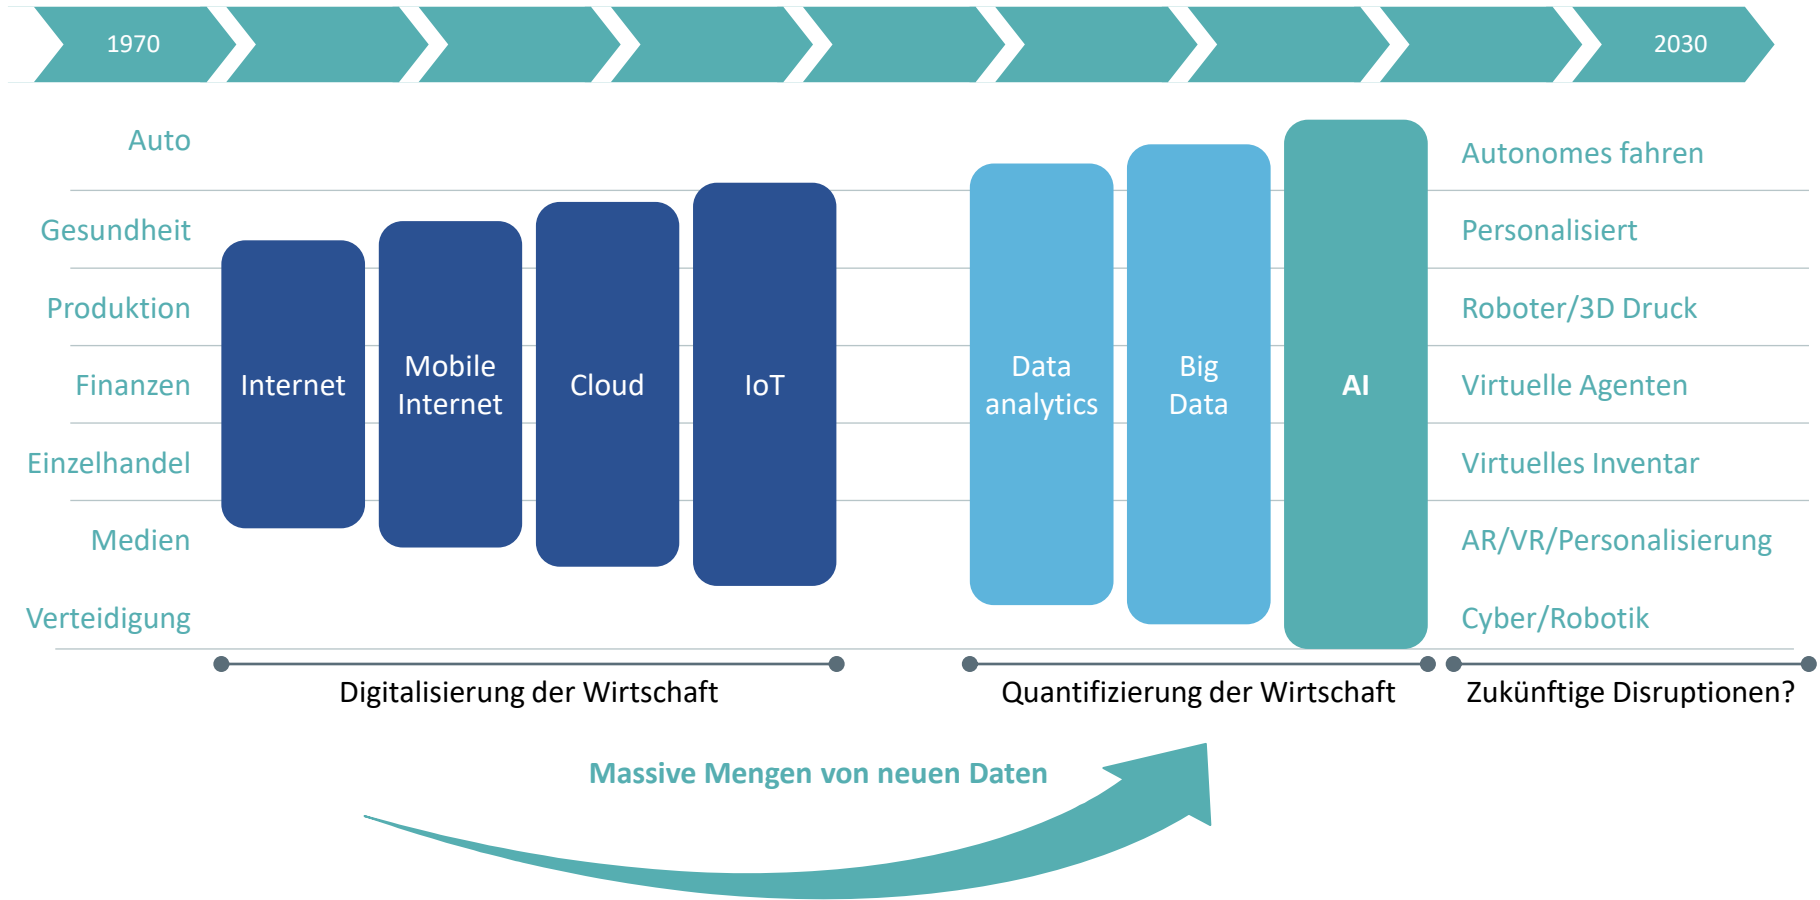 1970
2030
Auto
Gesundheit
Produktion
Finanzen
Einzelhandel
Medien
Verteidigung
Internet
Mobile
Internet
Cloud
IoT
Data
analytics
Big
Data
AI
Autonomes fahren
Personalisiert
Roboter/3D Druck
Virtuelle Agenten
Virtuelles Inventar
AR/VR/Personalisierung
Cyber/Robotik
Digitalisierung der Wirtschaft
Quantifizierung der Wirtschaft
Zukünftige Disruptionen?
Massive Mengen von neuen Daten